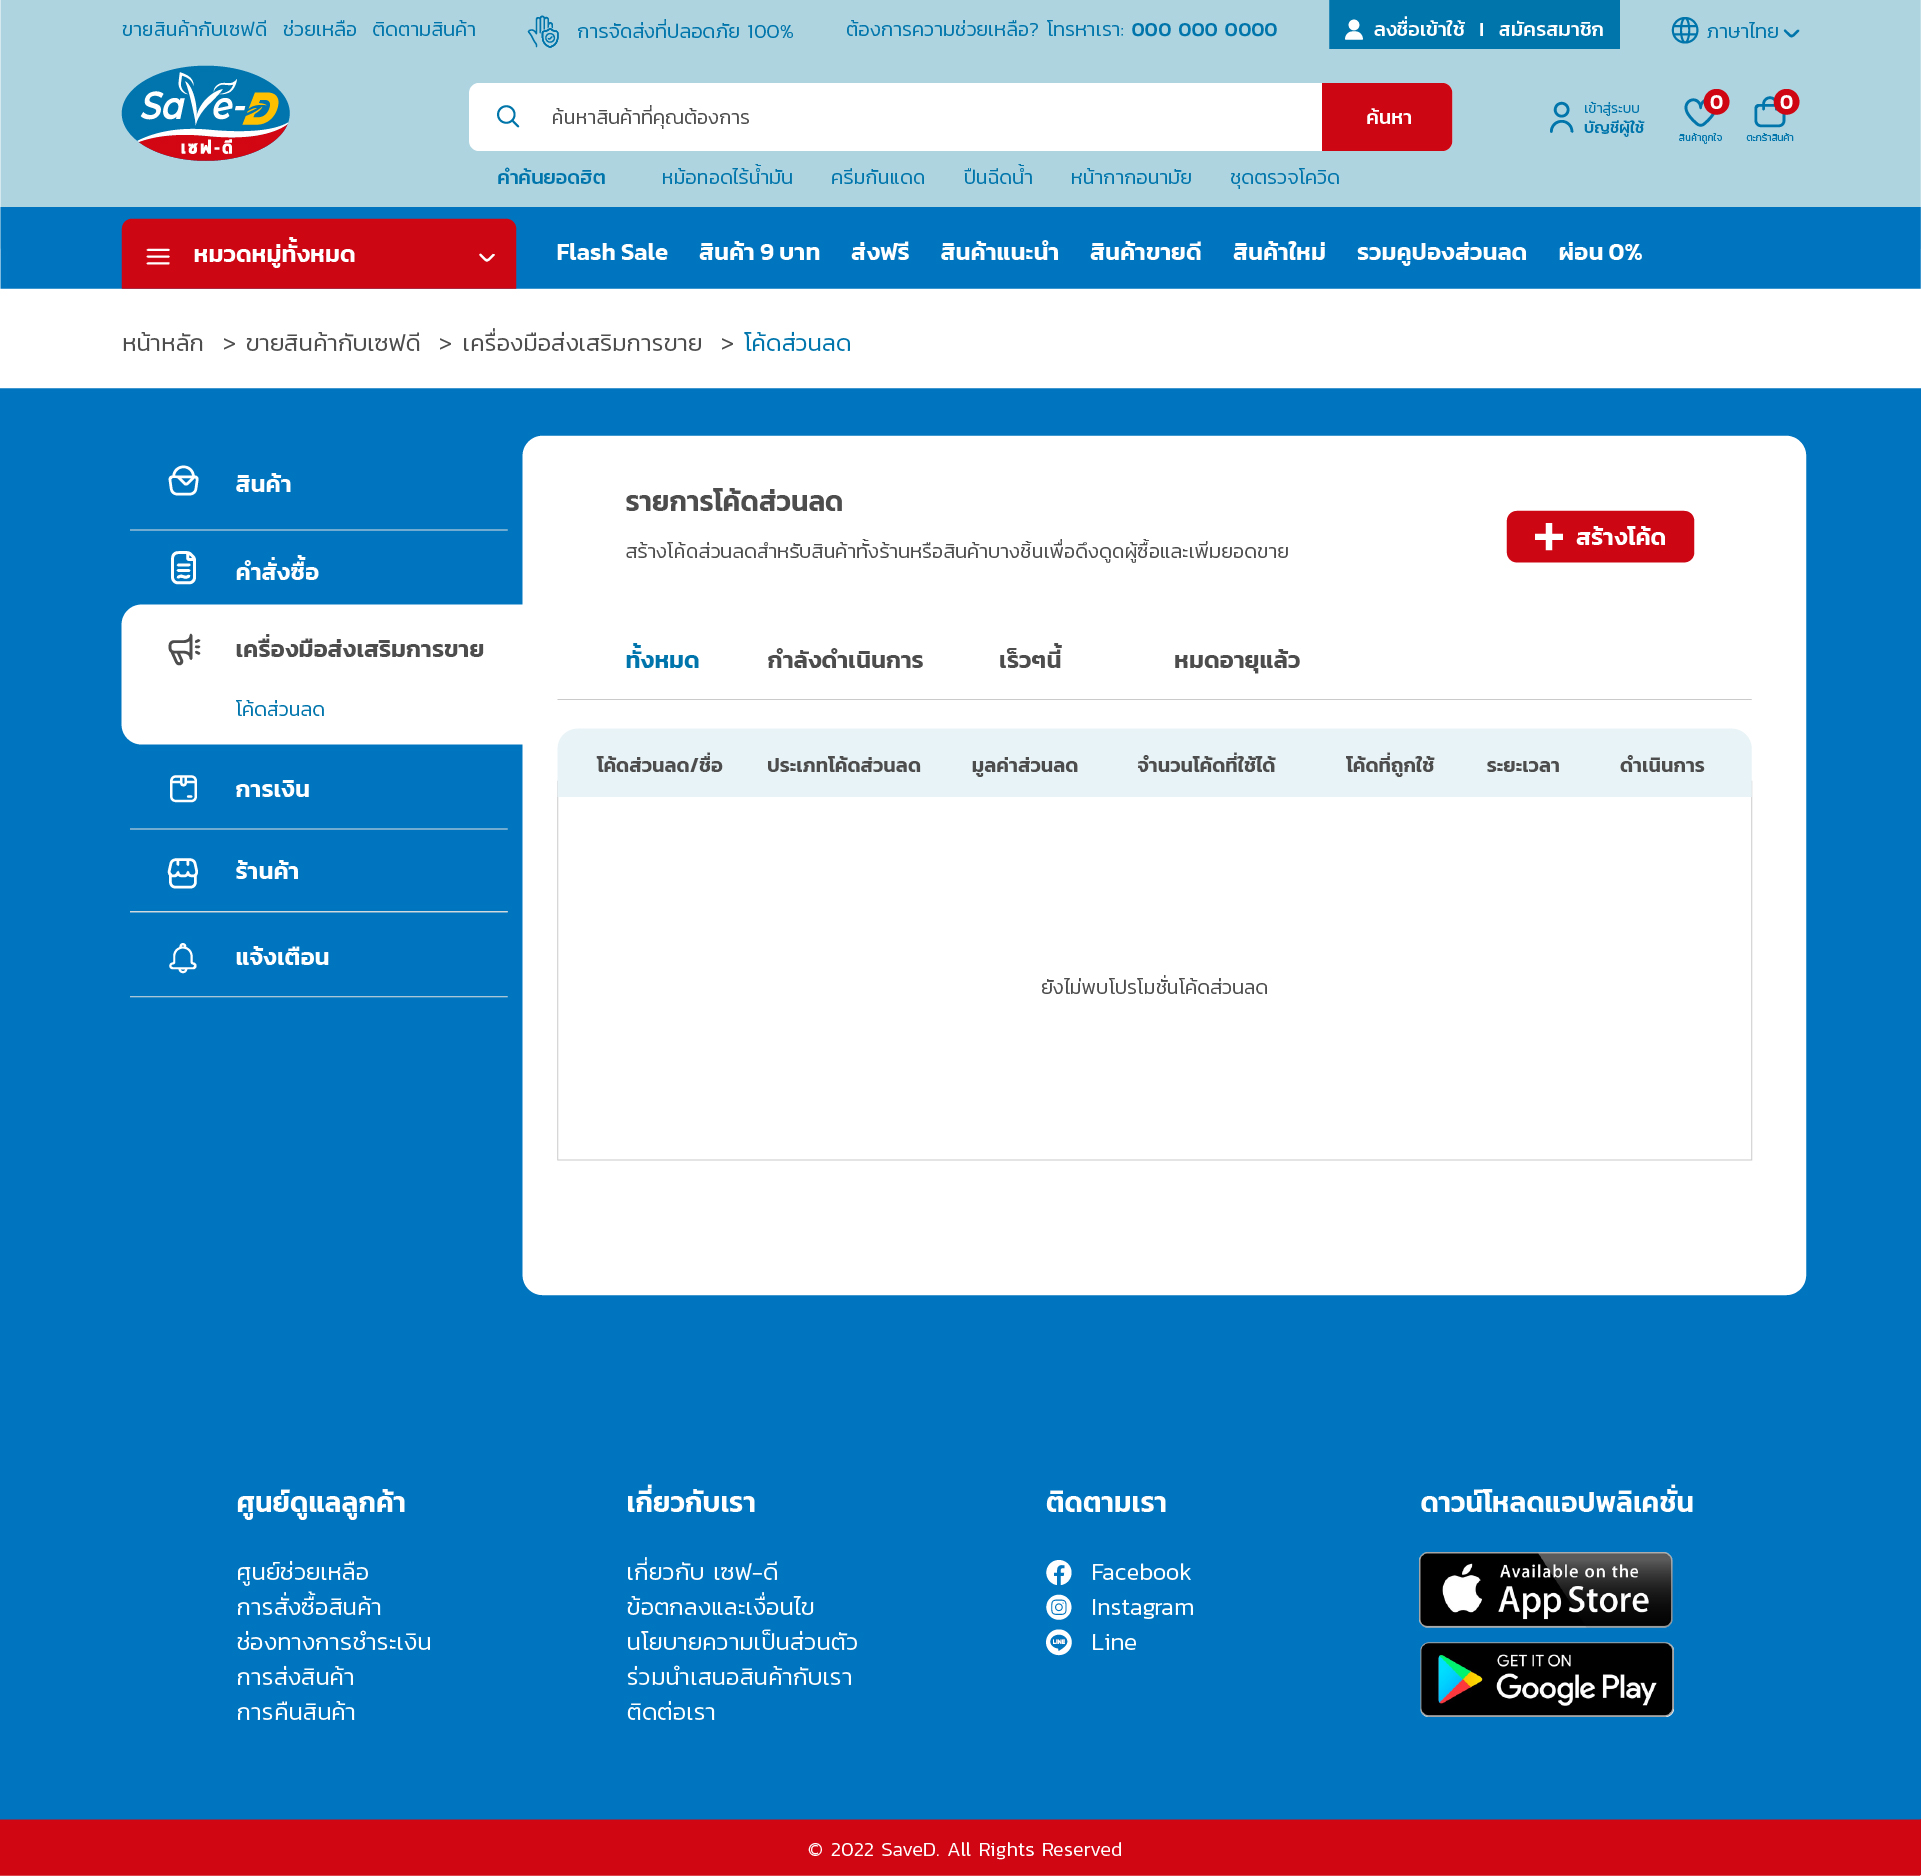 ขายสินค้ากับเซฟดี ช่วยเหลือ ติดตามสินค้า การจัดส่งที่ปลอดภัย 100% ต้องการความช่วยเหลือ? โทรหาเรา: 000 000 0000 ลงชื่อเข้าใช้ I สมัครสมาชิก ภาษาไทย
SaVe-D
เซฟ-ดี
ค้นหาสินค้าที่คุณต้องการ ค้นหา
เข้าสู่ระบบ
บัญชีผู้ใช้
0 0
สินค้าถูกใจ ตะกร้าสินค้า
คำค้นยอดฮิต หม้อทอดไร้น้ำมัน ครีมกันแดด ปืนฉีดน้ำ หน้ากากอนามัย ชุดตรวจโควิด
หมวดหมู่ทั้งหมด Flash Sale สินค้า 9 บาท ส่งฟรี สินค้าแนะนำ สินค้าขายดี สินค้าใหม่ รวมคูปองส่วนลด ผ่อน 0%
หน้าหลัก > ขายสินค้ากับเซฟดี > เครื่องมือส่งเสริมการขาย > โค้ดส่วนลด
สินค้า
คำสั่งซื้อ
เครื่องมือส่งเสริมการขาย
โค้ดส่วนลด
การเงิน
ร้านค้า
แจ้งเตือน
รายการโค้ดส่วนลด
สร้างโค้ดส่วนลดสำหรับสินค้าทั้งร้านหรือสินค้าบางชิ้นเพื่อดึงดูดผู้ซื้อและเพิ่มยอดขาย
สร้างโค้ด
ทั้งหมด กำลังดำเนินการ เร็วๆนี้ หมดอายุแล้ว
โค้ดส่วนลด/ชื่อ ประเภทโค้ดส่วนลด มูลค่าส่วนลด จำนวนโค้ดที่ใช้ได้ โค้ดที่ถูกใช้ ระยะเวลา ดำเนินการ
ยังไม่พบโปรโมชั่นโค้ดส่วนลด
ศูนย์ดูแลลูกค้า
ศูนย์ช่วยเหลือ
การสั่งซื้อสินค้า
ช่องทางการชำระเงิน
การส่งสินค้า
การคืนสินค้า
เกี่ยวกับเรา
เกี่ยวกับ เซฟ-ดี
ข้อตกลงและเงื่อนไข
นโยบายความเป็นส่วนตัว
ร่วมนำเสนอสินค้ากับเรา
ติดต่อเรา
ติดตามเรา
Facebook
Instagram
LINE Line
ดาวน์โหลดแอปพลิเคชั่น
Available on the
App Store
GET IT ON
Google Play
© 2022 SaveD. All Rights Reserved